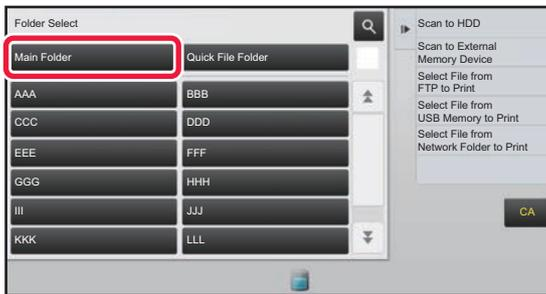 Folder Select
Main Folder
Quick File Folder
AAA
BBB
CCC
DDD
EEE
FFF
GGG
HHH
III
JJJ
KKK
LLL
Scan to HDD
Scan to External
Memory Device
Select File from
FTP to Print
Select File from
USB Memory to Print
Select File from
Network Folder to Print
CA